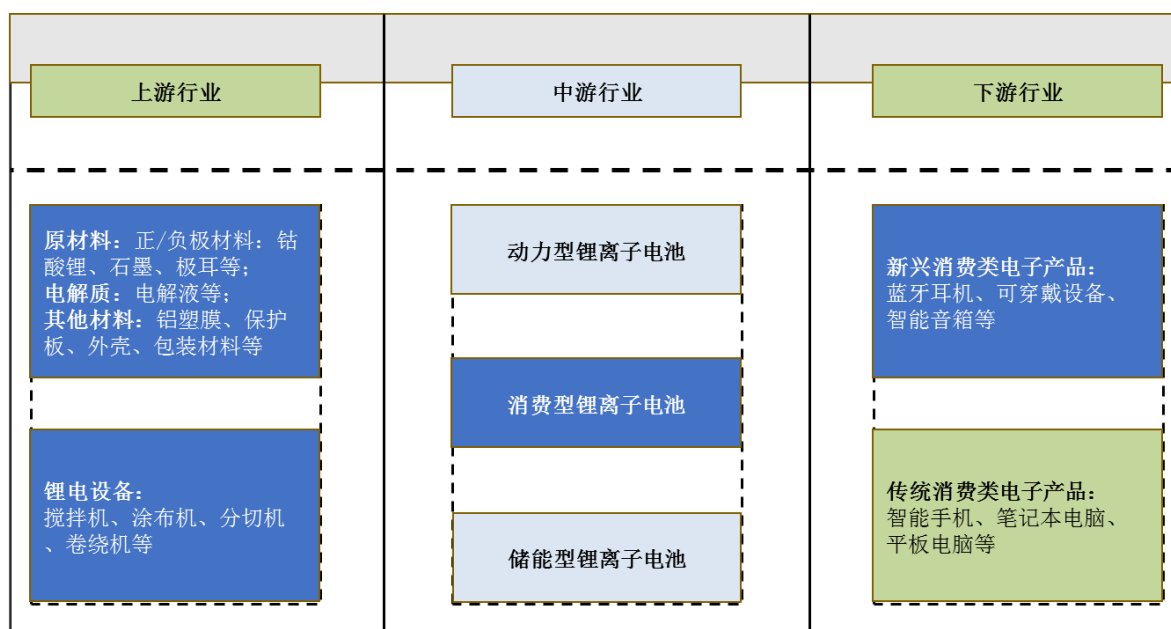 上游行业
中游行业
下游行业
原材料：正/负极材料：钴
酸锂、石墨、极耳等；
电解质：电解液等；
其他材料：铝塑膜、保护
板、外壳、包装材料等
锂电设备：
搅拌机、涂布机、分切机
、卷绕机等
动力型锂离子电池
消费型锂离子电池
储能型锂离子电池
新兴消费类电子产品：
蓝牙耳机、可穿戴设备、
智能音箱等
传统消费类电子产品：
智能手机、笔记本电脑、
平板电脑等